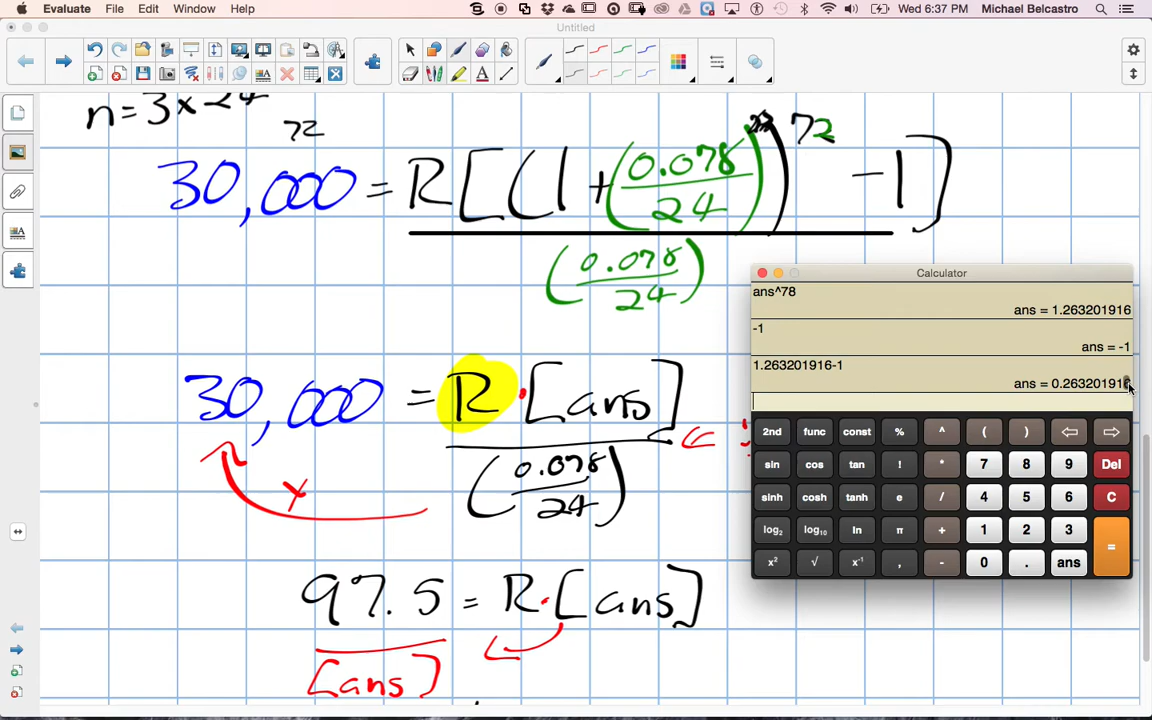 Evaluate File Edit Window Help Wed 6:37 PM Michael Belcastro
Untitled
n=3x24
72
30,000 = R[(1+(0.078/24))^72 -1]
(0.078/24)
30,000 = R·[ans]
(0.078/24)
x
97.5 = R·[ans]
[ans]
Calculator
ans^78
ans = 1.263201916
-1
ans = -1
1.263201916-1
ans = 0.263201916
2nd func const % ^ ( ) ⇦ ⇨
sin cos tan ! * 7 8 9 Del
sinh cosh tanh e / 4 5 6 C
log2 log10 ln π + 1 2 3 =
x² √ x⁻¹ , - 0 . ans